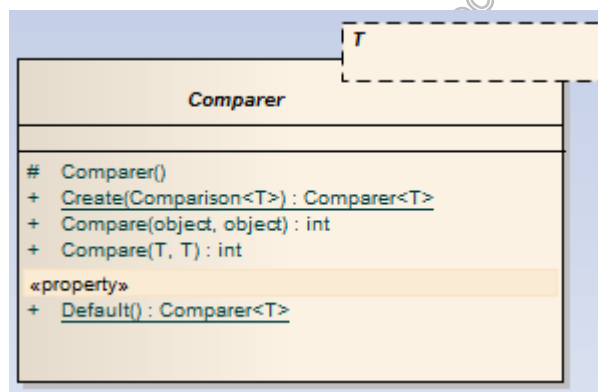 T
Comparer
# Comparer()
+ Create(Comparison<T>) : Comparer<T>
+ Compare(object, object) : int
+ Compare(T, T) : int
«property»
+ Default() : Comparer<T>